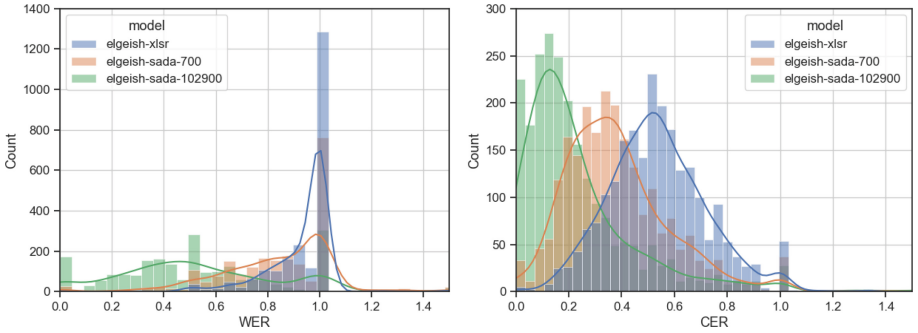 1400
1200
1000
800
600
400
200
0
Count
0.0 0.2 0.4 0.6 0.8 1.0 1.2 1.4
WER
model
elgeish-xlsr
elgeish-sada-700
elgeish-sada-102900
300
250
200
150
100
50
0
Count
0.0 0.2 0.4 0.6 0.8 1.0 1.2 1.4
CER
model
elgeish-xlsr
elgeish-sada-700
elgeish-sada-102900